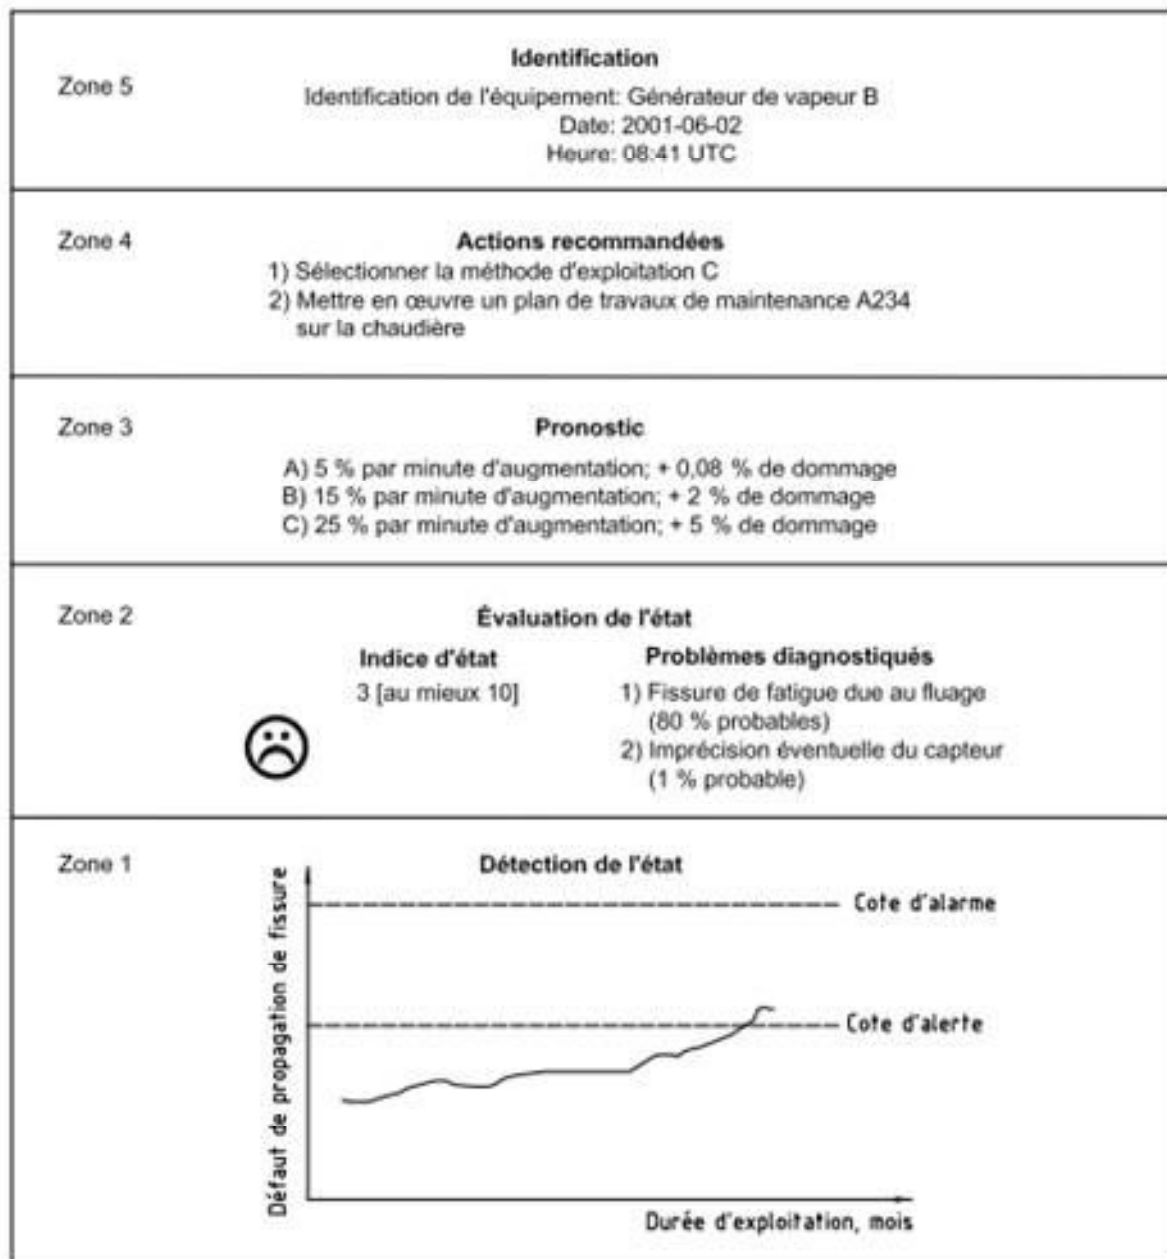 Zone 5
Identification
Identification de l'équipement: Générateur de vapeur B
Date: 2001-06-02
Heure: 08:41 UTC
Zone 4
Actions recommandées
1) Sélectionner la méthode d'exploitation C
2) Mettre en œuvre un plan de travaux de maintenance A234
sur la chaudière
Zone 3
Pronostic
A) 5 % par minute d'augmentation; + 0,08 % de dommage
B) 15 % par minute d'augmentation; + 2 % de dommage
C) 25 % par minute d'augmentation; + 5 % de dommage
Zone 2
Évaluation de l'état
Indice d'état
3 [au mieux 10]
Problèmes diagnostiqués
1) Fissure de fatigue due au fluage
(80 % probables)
2) Imprécision éventuelle du capteur
(1 % probable)
Zone 1
Détection de l'état
Défaut de propagation de fissure
Cote d'alarme
Cote d'alerte
Durée d'exploitation, mois